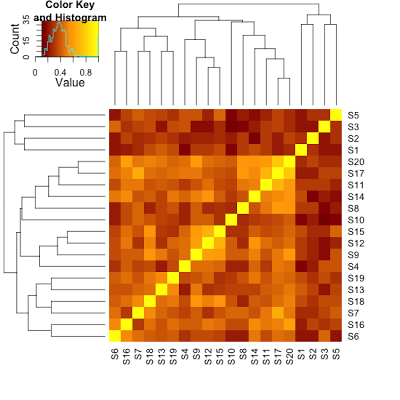 Color Key
and Histogram
Count
0 15 35
0 0.4 0.8
Value
S5
S3
S2
S1
S20
S17
S11
S14
S8
S10
S15
S12
S9
S4
S19
S13
S18
S7
S16
S6
S6 S16 S7 S18 S13 S19 S4 S9 S12 S15 S10 S8 S14 S11 S17 S20 S1 S2 S3 S5